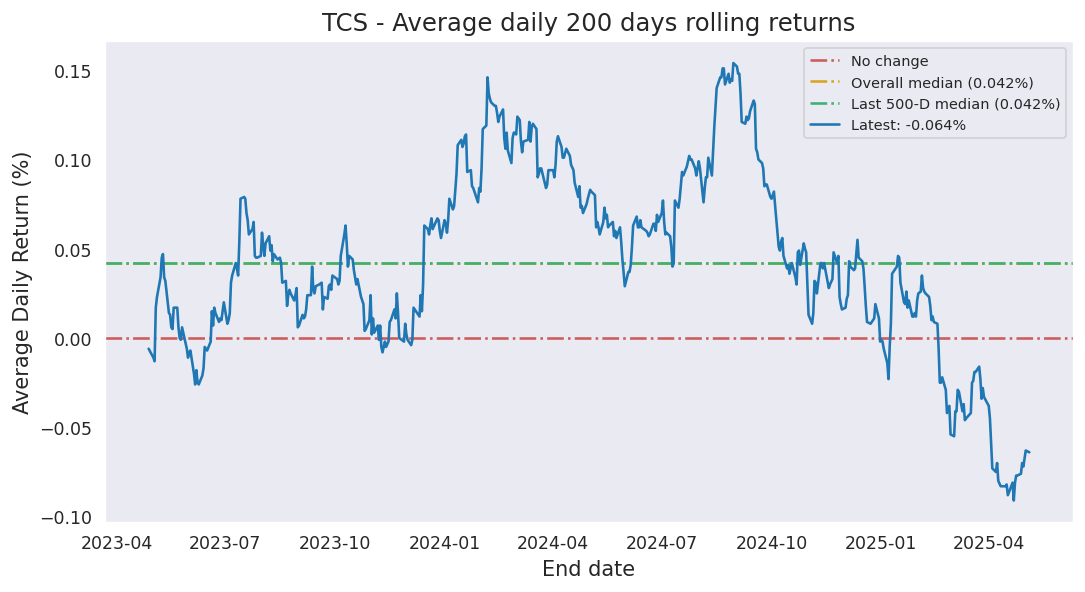 TCS - Average daily 200 days rolling returns
No change
Overall median (0.042%)
Last 500-D median (0.042%)
Latest: -0.064%
Average Daily Return (%)
0.15
0.10
0.05
0.00
−0.05
−0.10
2023-04 2023-07 2023-10 2024-01 2024-04 2024-07 2024-10 2025-01 2025-04
End date